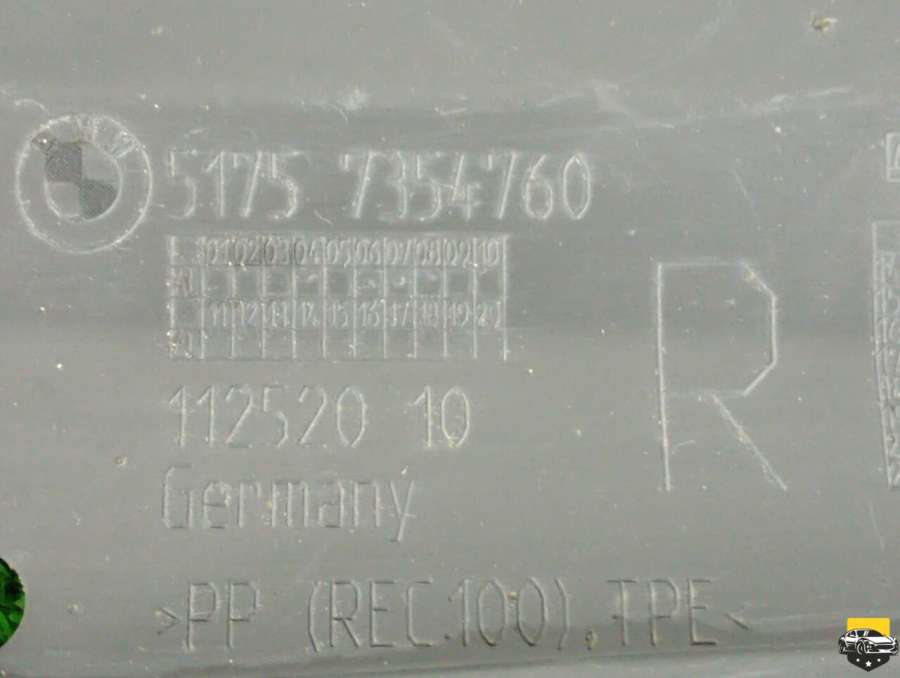 5175 7354760
01 02 03 04 05 06 07 08 09 10
11 12 13 14 15 16 17 18 19 20
112520 10
Germany
R
>PP (REC.100), TPE<